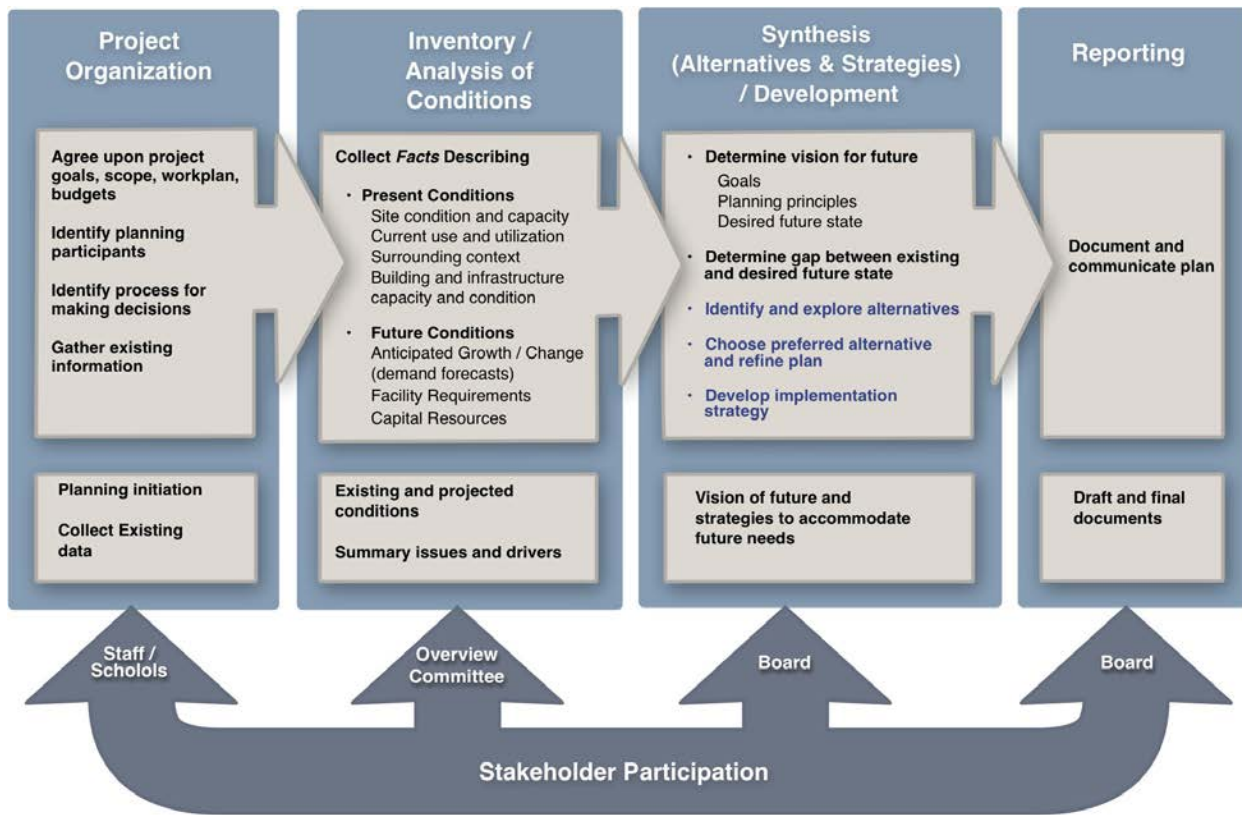 Project
Organization
Agree upon project
goals, scope, workplan,
budgets
Identify planning
participants
Identify process for
making decisions
Gather existing
information
Planning initiation
Collect Existing
data
Inventory /
Analysis of
Conditions
Collect Facts Describing
· Present Conditions
Site condition and capacity
Current use and utilization
Surrounding context
Building and infrastructure
capacity and condition
· Future Conditions
Anticipated Growth / Change
(demand forecasts)
Facility Requirements
Capital Resources
Existing and projected
conditions
Summary issues and drivers
Synthesis
(Alternatives & Strategies)
/ Development
· Determine vision for future
Goals
Planning principles
Desired future state
· Determine gap between existing
and desired future state
· Identify and explore alternatives
· Choose preferred alternative
and refine plan
· Develop implementation
strategy
Vision of future and
strategies to accommodate
future needs
Reporting
Document and
communicate plan
Draft and final
documents
Staff /
Scholols
Overview
Committee
Board
Board
Stakeholder Participation